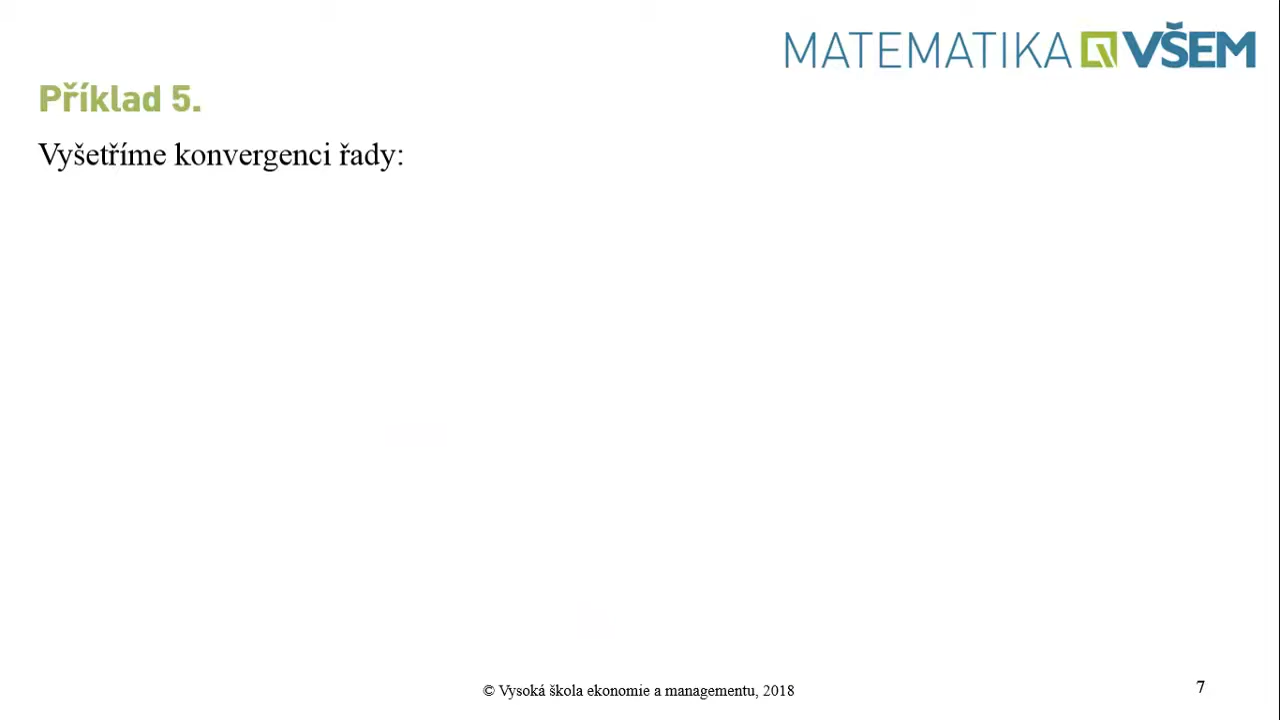 MATEMATIKA VŠEM
Příklad 5.
Vyšetříme konvergenci řady:
© Vysoká škola ekonomie a managementu, 2018
7